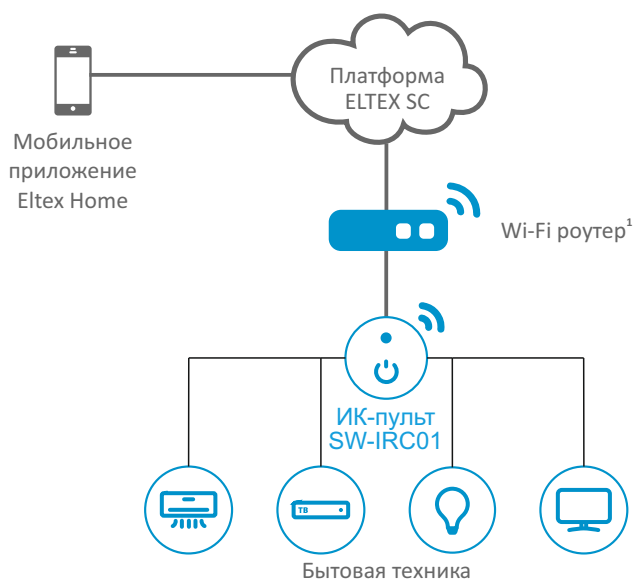 Платформа
ELTEX SC
Мобильное
приложение
Eltex Home
Wi-Fi роутер¹
ИК-пульт
SW-IRC01
ТВ
Бытовая техника